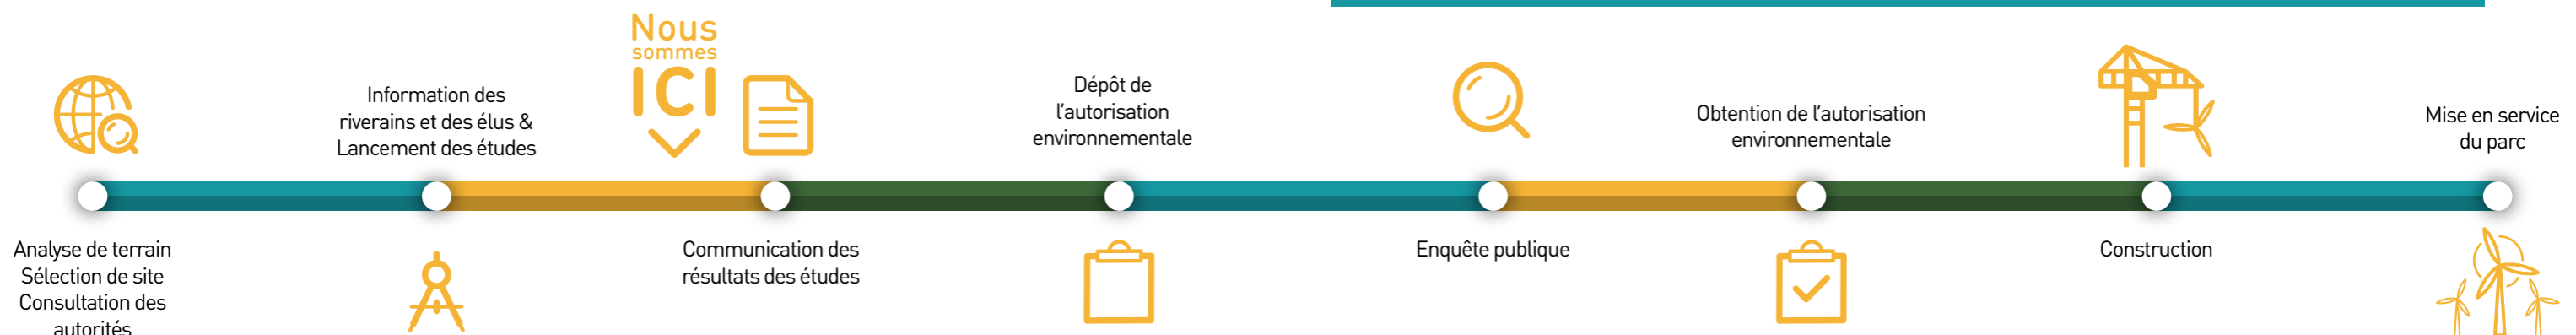 Analyse de terrain
Sélection de site
Consultation des
autorités
Information des
riverains et des élus &
Lancement des études
Nous
sommes
ICI
Communication des
résultats des études
Dépôt de
l'autorisation
environnementale
Enquête publique
Obtention de l'autorisation
environnementale
Construction
Mise en service
du parc